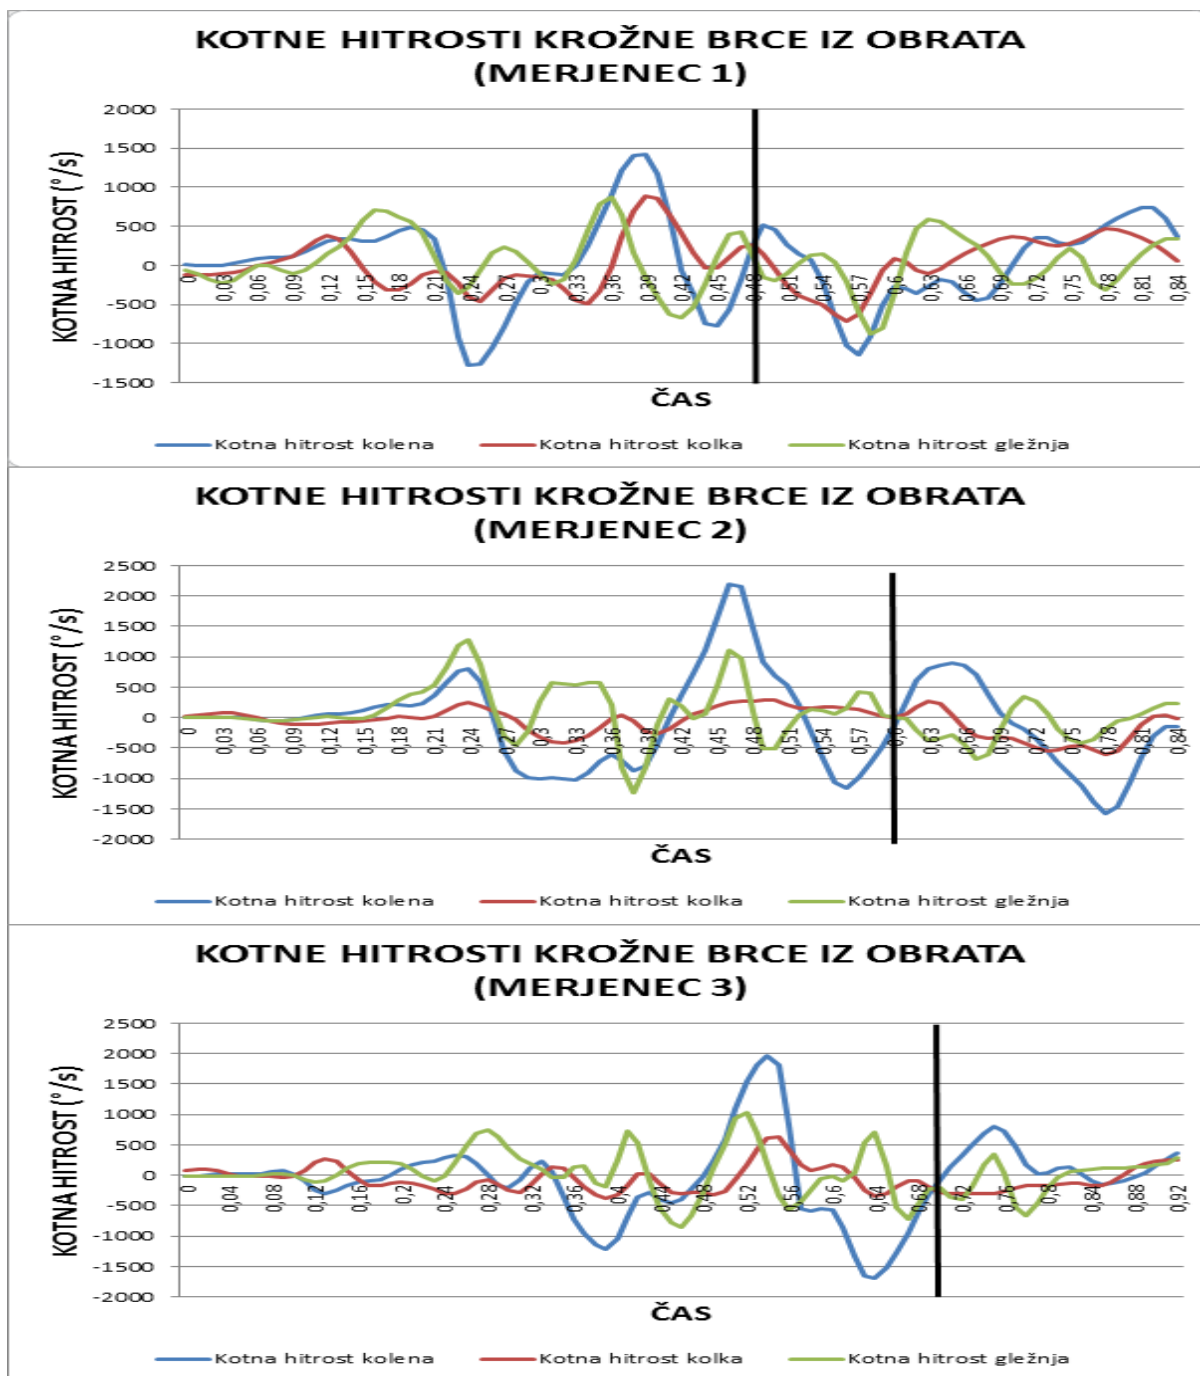 KOTNE HITROSTI KROŽNE BRCE IZ OBRATA
(MERJENEC 1)
KOTNA HITROST (°/s)
2000
1500
1000
500
0
-500
-1000
-1500
0 0,03 0,06 0,09 0,12 0,15 0,18 0,21 0,24 0,27 0,3 0,33 0,36 0,39 0,42 0,45 0,48 0,51 0,54 0,57 0,6 0,63 0,66 0,69 0,72 0,75 0,78 0,81 0,84
ČAS
Kotna hitrost kolena Kotna hitrost kolka Kotna hitrost gležnja
KOTNE HITROSTI KROŽNE BRCE IZ OBRATA
(MERJENEC 2)
KOTNA HITROST (°/s)
2500
2000
1500
1000
500
0
-500
-1000
-1500
-2000
0 0,03 0,06 0,09 0,12 0,15 0,18 0,21 0,24 0,27 0,3 0,33 0,36 0,39 0,42 0,45 0,48 0,51 0,54 0,57 0,6 0,63 0,66 0,69 0,72 0,75 0,78 0,81 0,84
ČAS
Kotna hitrost kolena Kotna hitrost kolka Kotna hitrost gležnja
KOTNE HITROSTI KROŽNE BRCE IZ OBRATA
(MERJENEC 3)
KOTNA HITROST (°/s)
2500
2000
1500
1000
500
0
-500
-1000
-1500
-2000
0 0,04 0,08 0,12 0,16 0,2 0,24 0,28 0,32 0,36 0,4 0,44 0,48 0,52 0,56 0,6 0,64 0,68 0,72 0,76 0,8 0,84 0,88 0,92
ČAS
Kotna hitrost kolena Kotna hitrost kolka Kotna hitrost gležnja